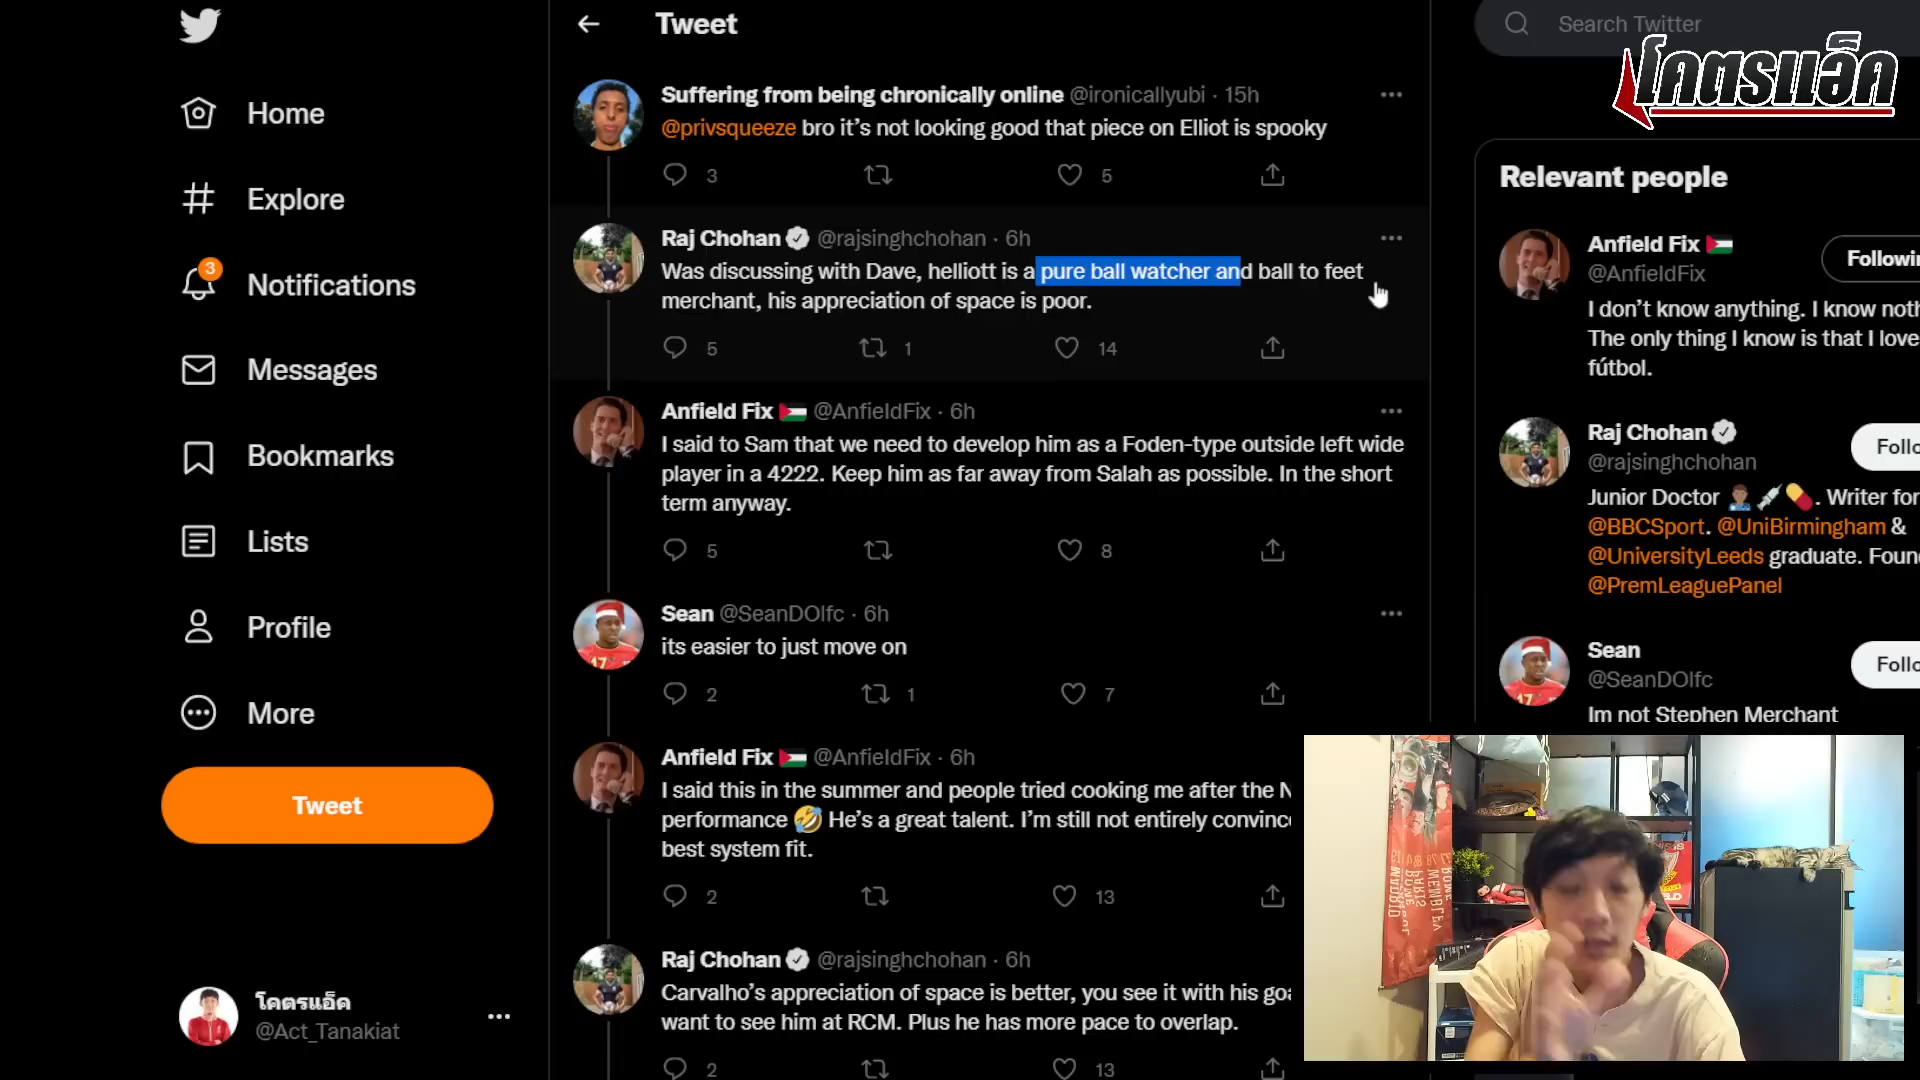 Tweet
Search Twitter
โคตรแอ็ค
Home
Explore
3
Notifications
Messages
Bookmarks
Lists
Profile
More
Tweet
โคตรแอ็ค
@Act_Tanakiat
Suffering from being chronically online @ironicallyubi · 15h
@privsqueeze bro it's not looking good that piece on Elliot is spooky
3 5
Raj Chohan @rajsinghchohan · 6h
Was discussing with Dave, helliott is a pure ball watcher and ball to feet
merchant, his appreciation of space is poor.
5 1 14
Anfield Fix 🇵🇸 @AnfieldFix · 6h
I said to Sam that we need to develop him as a Foden-type outside left wide
player in a 4222. Keep him as far away from Salah as possible. In the short
term anyway.
5 8
Sean @SeanDOlfc · 6h
its easier to just move on
2 1 7
Anfield Fix 🇵🇸 @AnfieldFix · 6h
I said this in the summer and people tried cooking me after the N
performance 🤣 He's a great talent. I'm still not entirely convinc
best system fit.
2 13
Raj Chohan @rajsinghchohan · 6h
Carvalho's appreciation of space is better, you see it with his goa
want to see him at RCM. Plus he has more pace to overlap.
2 13
Relevant people
Anfield Fix 🇵🇸
@AnfieldFix
Followin
I don't know anything. I know noth
The only thing I know is that I love
fútbol.
Raj Chohan
@rajsinghchohan
Follo
Junior Doctor 👨🏽‍⚕️💉💊. Writer for
@BBCSport. @UniBirmingham &
@UniversityLeeds graduate. Foun
@PremLeaguePanel
Sean
@SeanDOlfc
Follo
Im not Stephen Merchant